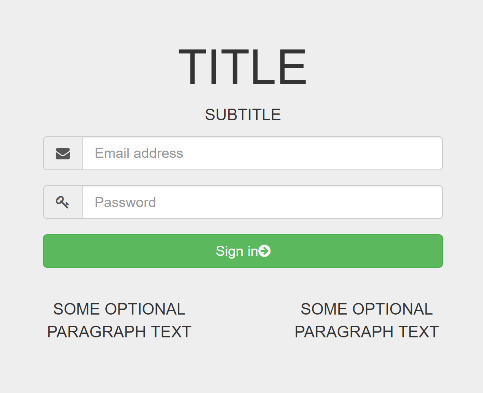 TITLE
SUBTITLE
Email address
Password
Sign in
SOME OPTIONAL
PARAGRAPH TEXT
SOME OPTIONAL
PARAGRAPH TEXT